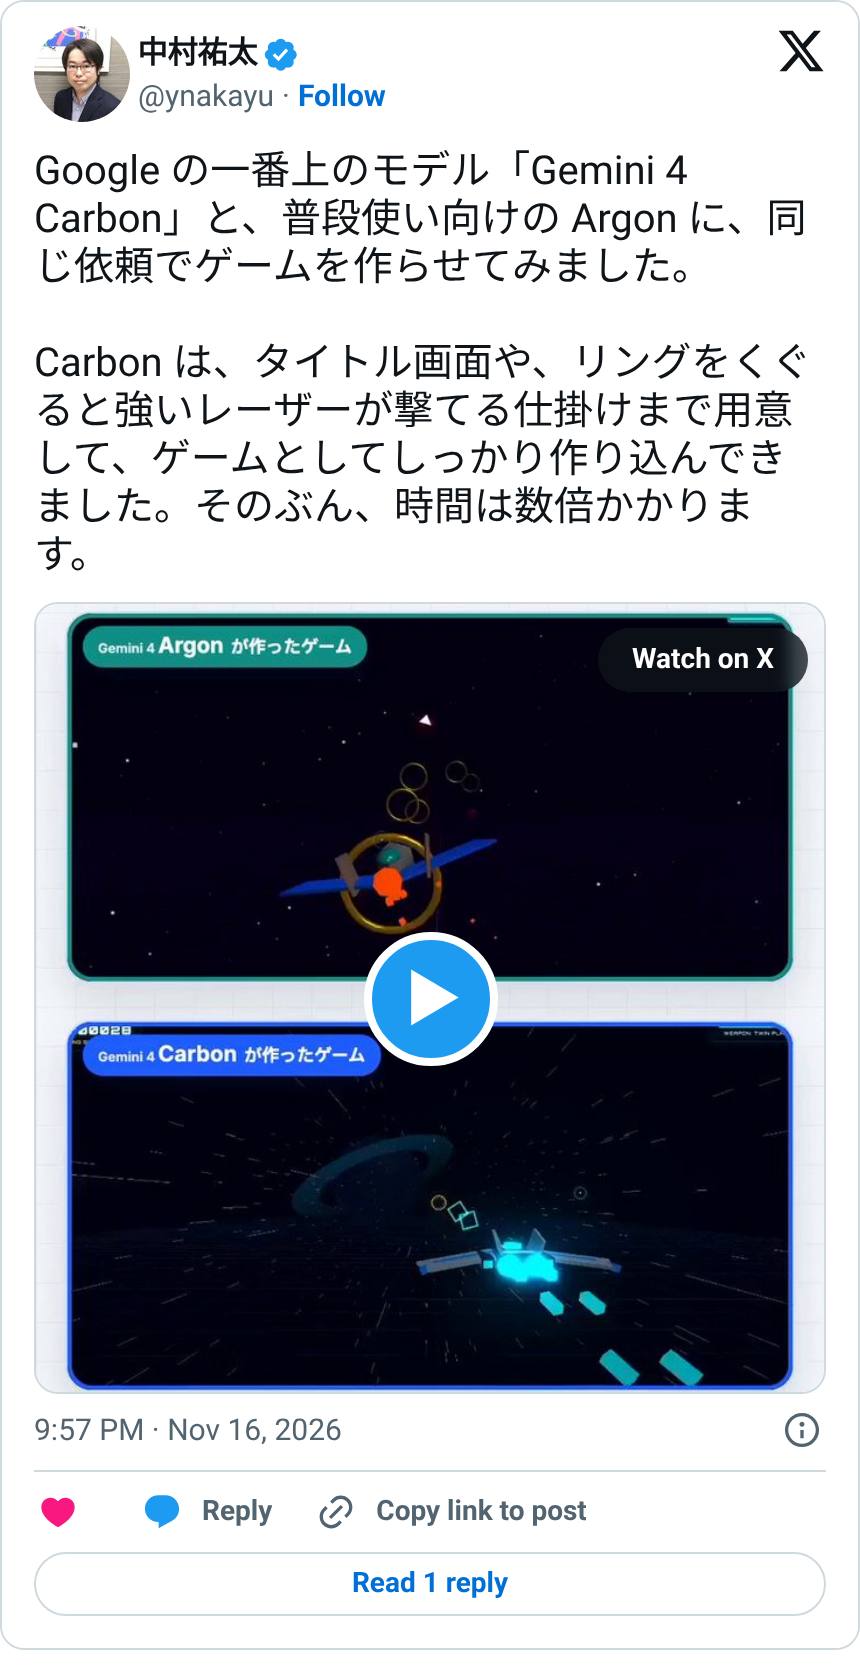 中村祐太
@ynakayu · Follow
Google の一番上のモデル「Gemini 4
Carbon」と、普段使い向けの Argon に、同
じ依頼でゲームを作らせてみました。
Carbon は、タイトル画面や、リングをくぐ
ると強いレーザーが撃てる仕掛けまで用意
して、ゲームとしてしっかり作り込んでき
ました。そのぶん、時間は数倍かかりま
す。
Gemini 4 Argon が作ったゲーム
Watch on X
40028
WEAPON: TWIN
Gemini 4 Carbon が作ったゲーム
9:57 PM · Nov 16, 2026
Reply
Copy link to post
Read 1 reply